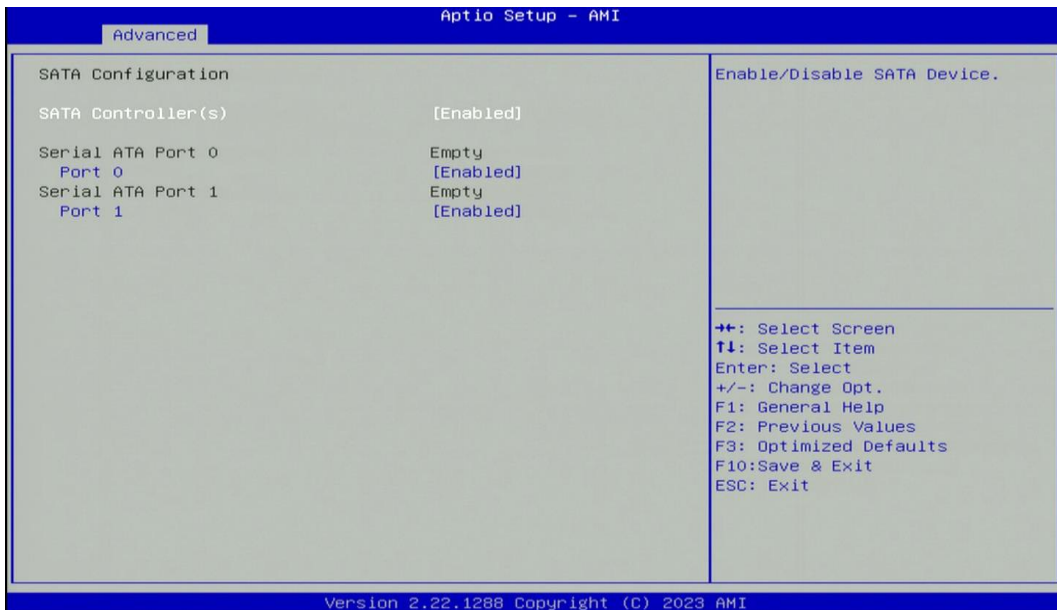 Aptio Setup - AMI
Advanced
SATA Configuration
SATA Controller(s) [Enabled]
Serial ATA Port 0 Empty
Port 0 [Enabled]
Serial ATA Port 1 Empty
Port 1 [Enabled]
Enable/Disable SATA Device.
→←: Select Screen
↑↓: Select Item
Enter: Select
+/-: Change Opt.
F1: General Help
F2: Previous Values
F3: Optimized Defaults
F10:Save & Exit
ESC: Exit
Version 2.22.1288 Copyright (C) 2023 AMI